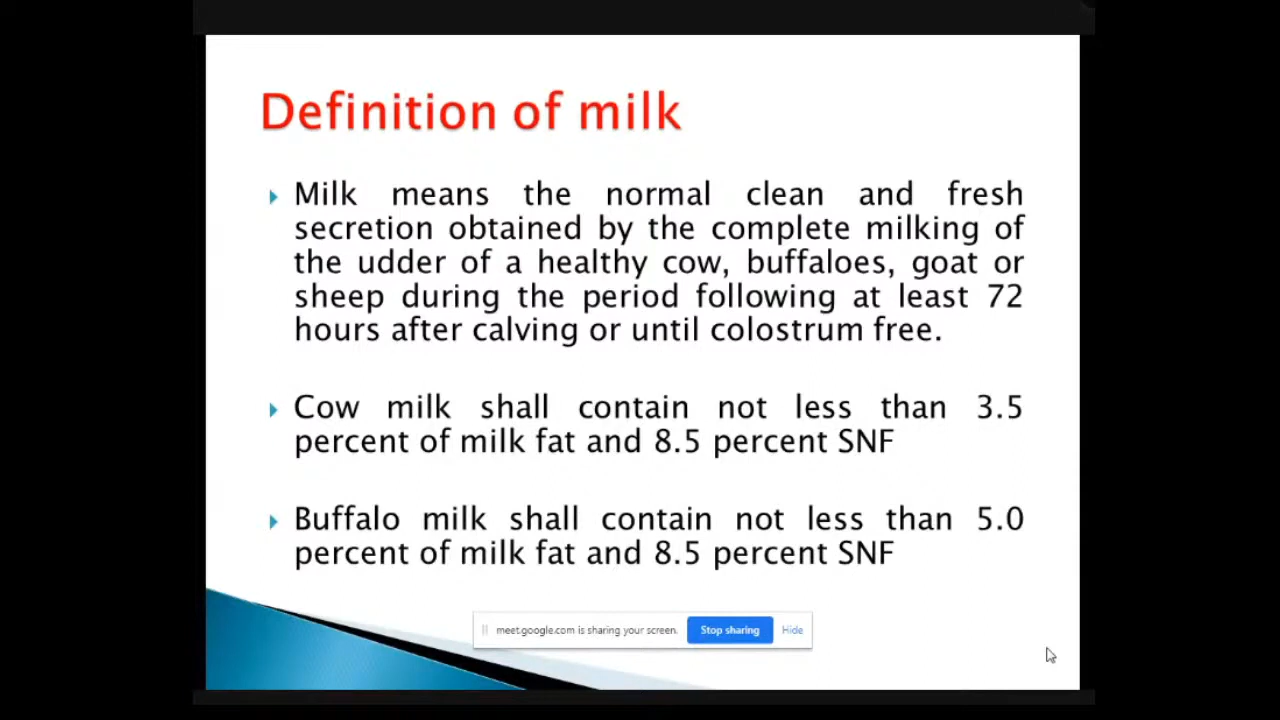 Definition of milk
Milk means the normal clean and fresh
secretion obtained by the complete milking of
the udder of a healthy cow, buffaloes, goat or
sheep during the period following at least 72
hours after calving or until colostrum free.
Cow milk shall contain not less than 3.5
percent of milk fat and 8.5 percent SNF
Buffalo milk shall contain not less than 5.0
percent of milk fat and 8.5 percent SNF
meet.google.com is sharing your screen. Stop sharing Hide